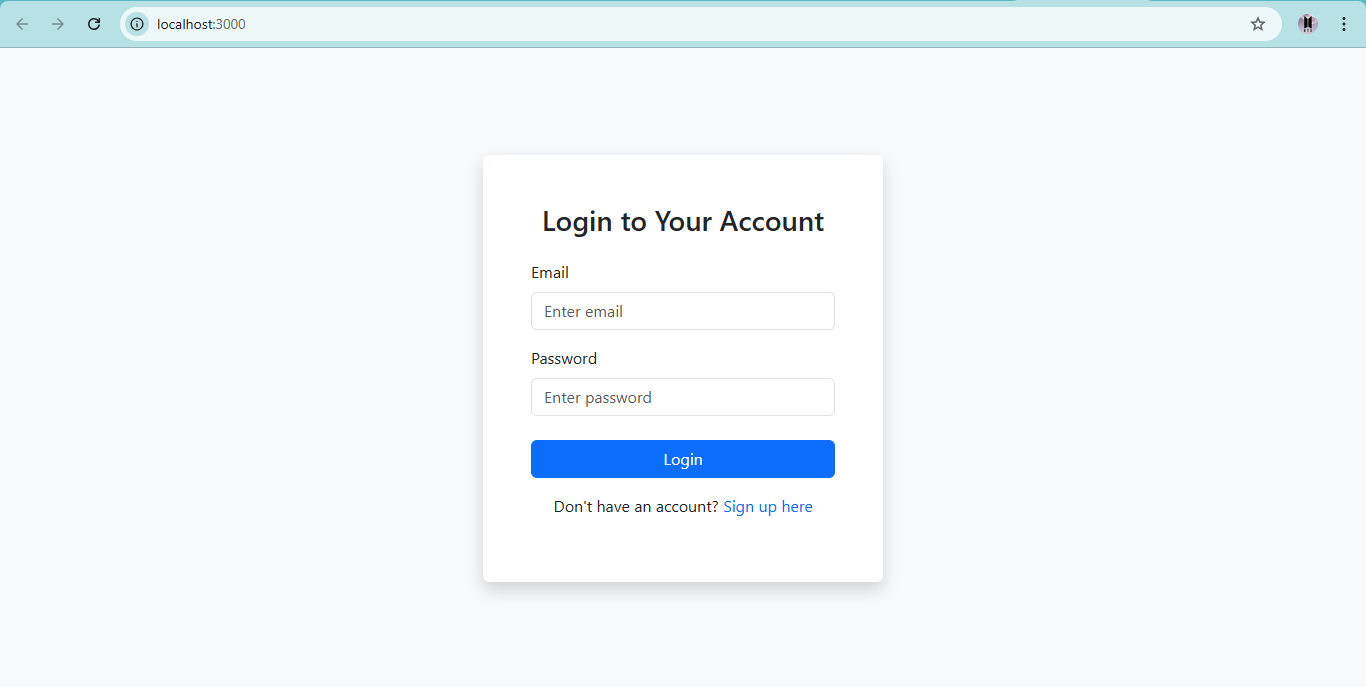 localhost:3000
Login to Your Account
Email
Enter email
Password
Enter password
Login
Don't have an account? Sign up here